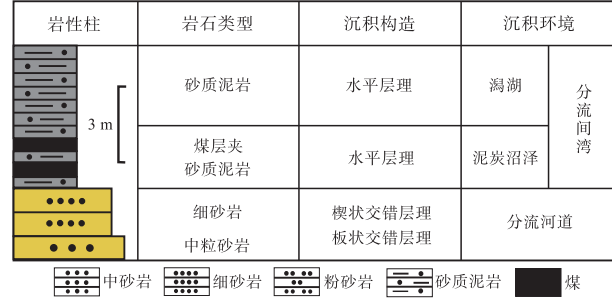 岩性柱 岩石类型 沉积构造 沉积环境
砂质泥岩 水平层理 潟湖
分流间湾
3 m
煤层夹
砂质泥岩
水平层理 泥炭沼泽
细砂岩
中粒砂岩
楔状交错层理
板状交错层理
分流河道
中砂岩 细砂岩 粉砂岩 砂质泥岩 煤